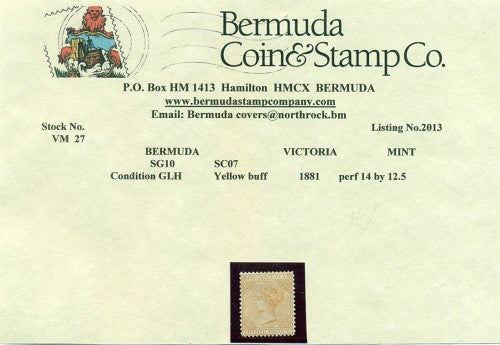 Bermuda
Coin & Stamp Co.
P.O. Box HM 1413 Hamilton HMCX BERMUDA
www.bermudastampcompany.com
Email: Bermuda covers@northrock.bm
Stock No. Listing No.2013
VM 27
BERMUDA VICTORIA MINT
SG10 SC07
Condition GLH Yellow buff 1881 perf 14 by 12.5